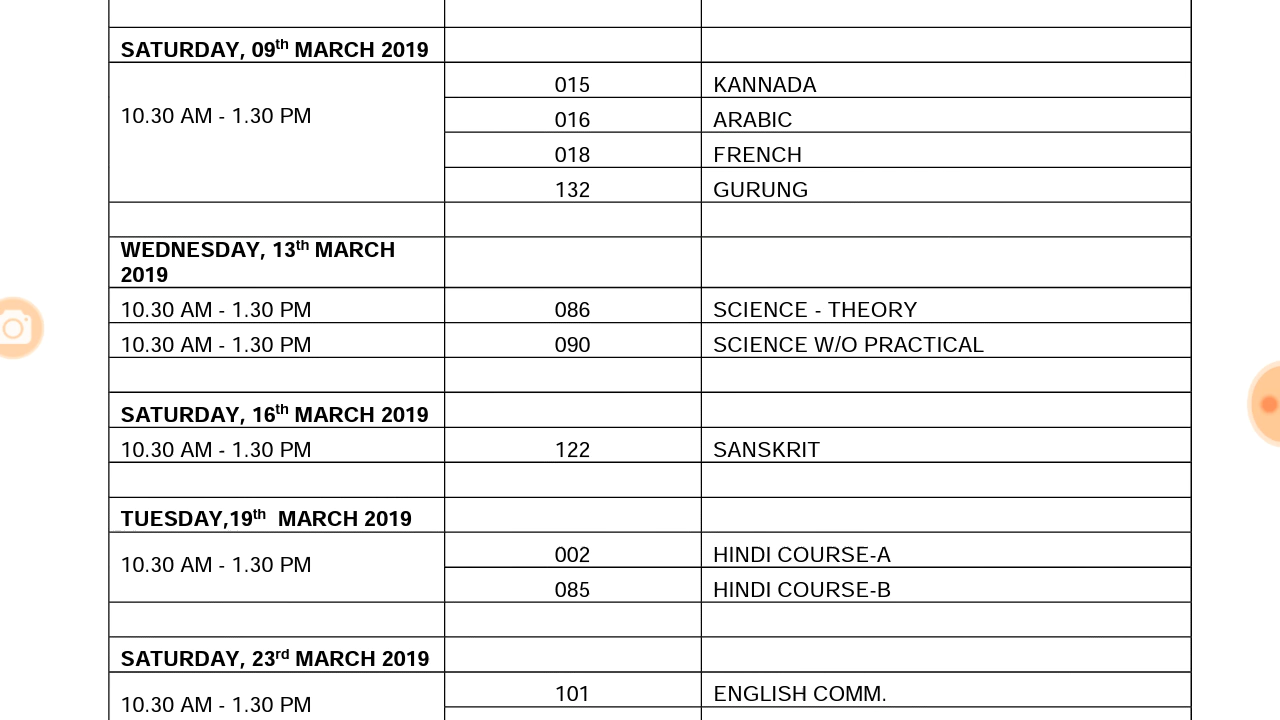 SATURDAY, 09th MARCH 2019
10.30 AM - 1.30 PM
015 KANNADA
016 ARABIC
018 FRENCH
132 GURUNG
WEDNESDAY, 13th MARCH
2019
10.30 AM - 1.30 PM 086 SCIENCE - THEORY
10.30 AM - 1.30 PM 090 SCIENCE W/O PRACTICAL
SATURDAY, 16th MARCH 2019
10.30 AM - 1.30 PM 122 SANSKRIT
TUESDAY,19th MARCH 2019
10.30 AM - 1.30 PM
002 HINDI COURSE-A
085 HINDI COURSE-B
SATURDAY, 23rd MARCH 2019
10.30 AM - 1.30 PM
101 ENGLISH COMM.